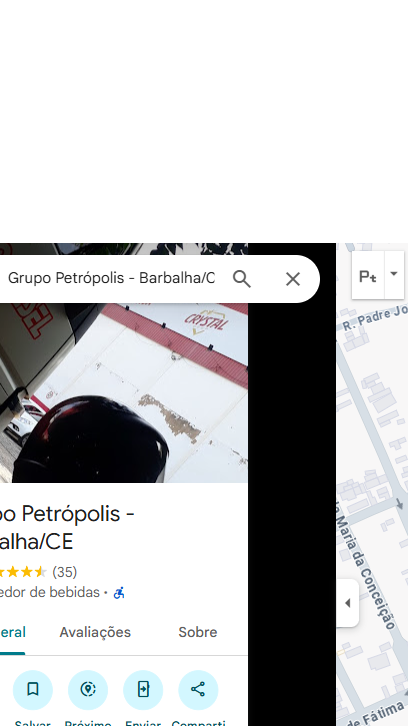 Grupo Petrópolis - Barbalha/C
Pt
CRYSTAL
R. Padre Jo
po Petrópolis -
alha/CE
(35)
edor de bebidas ·
Maria da Conceição
eral
Avaliações
Sobre
Salvar
Próximo
Enviar
Comparti
de Fátima